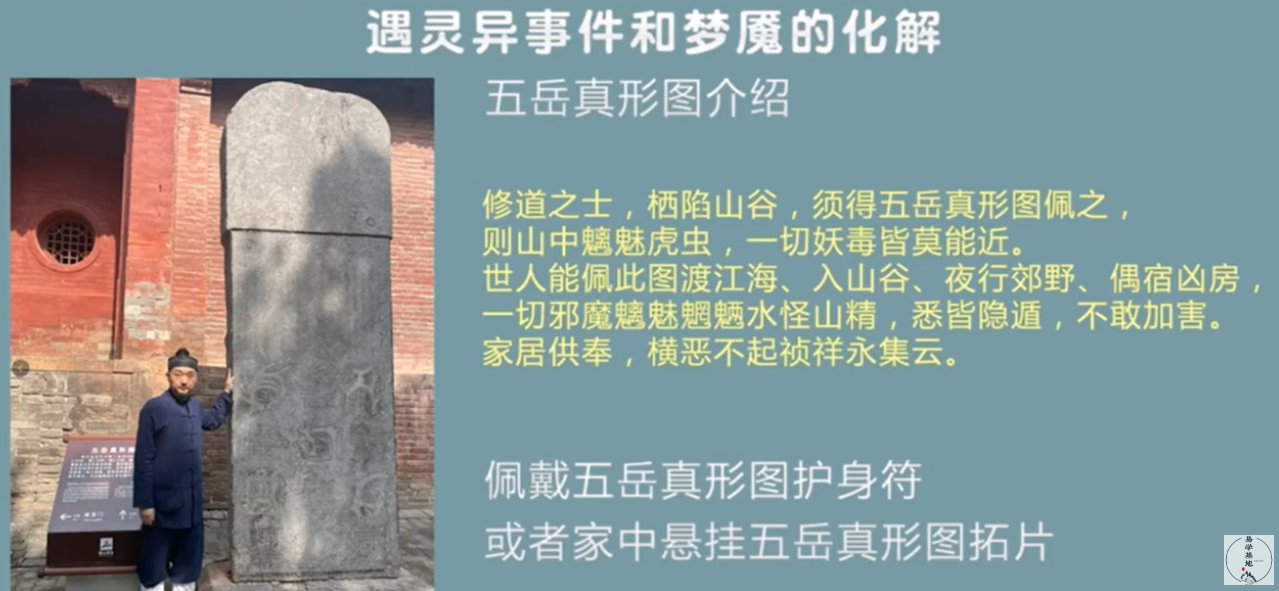 遇灵异事件和梦魇的化解
五岳真形图介绍
修道之士，栖陷山谷，须得五岳真形图佩之，
则山中魑魅虎虫，一切妖毒皆莫能近。
世人能佩此图渡江海、入山谷、夜行郊野、偶宿凶房，
一切邪魔魑魅魍魉水怪山精，悉皆隐遁，不敢加害。
家居供奉，横恶不起祯祥永集云。
佩戴五岳真形图护身符
或者家中悬挂五岳真形图拓片
五岳真形
易学基地